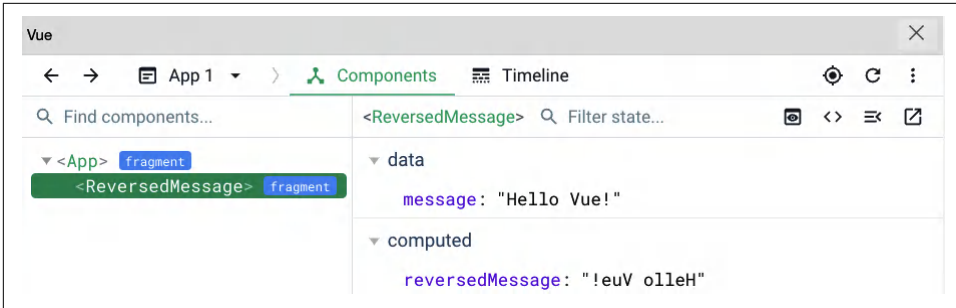 Vue
App 1 Components Timeline
Find components... <ReversedMessage> Filter state...
<App> fragment
<ReversedMessage> fragment
data
message: "Hello Vue!"
computed
reversedMessage: "!euV olleH"